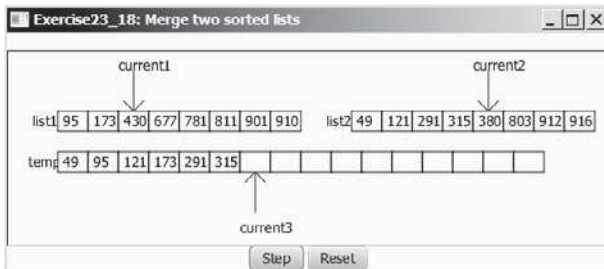 Exercise23_18: Merge two sorted lists
current1 current2
list1 95 173 430 677 781 811 901 910 list2 49 121 291 315 380 803 912 916
temp 49 95 121 173 291 315
current3
Step Reset